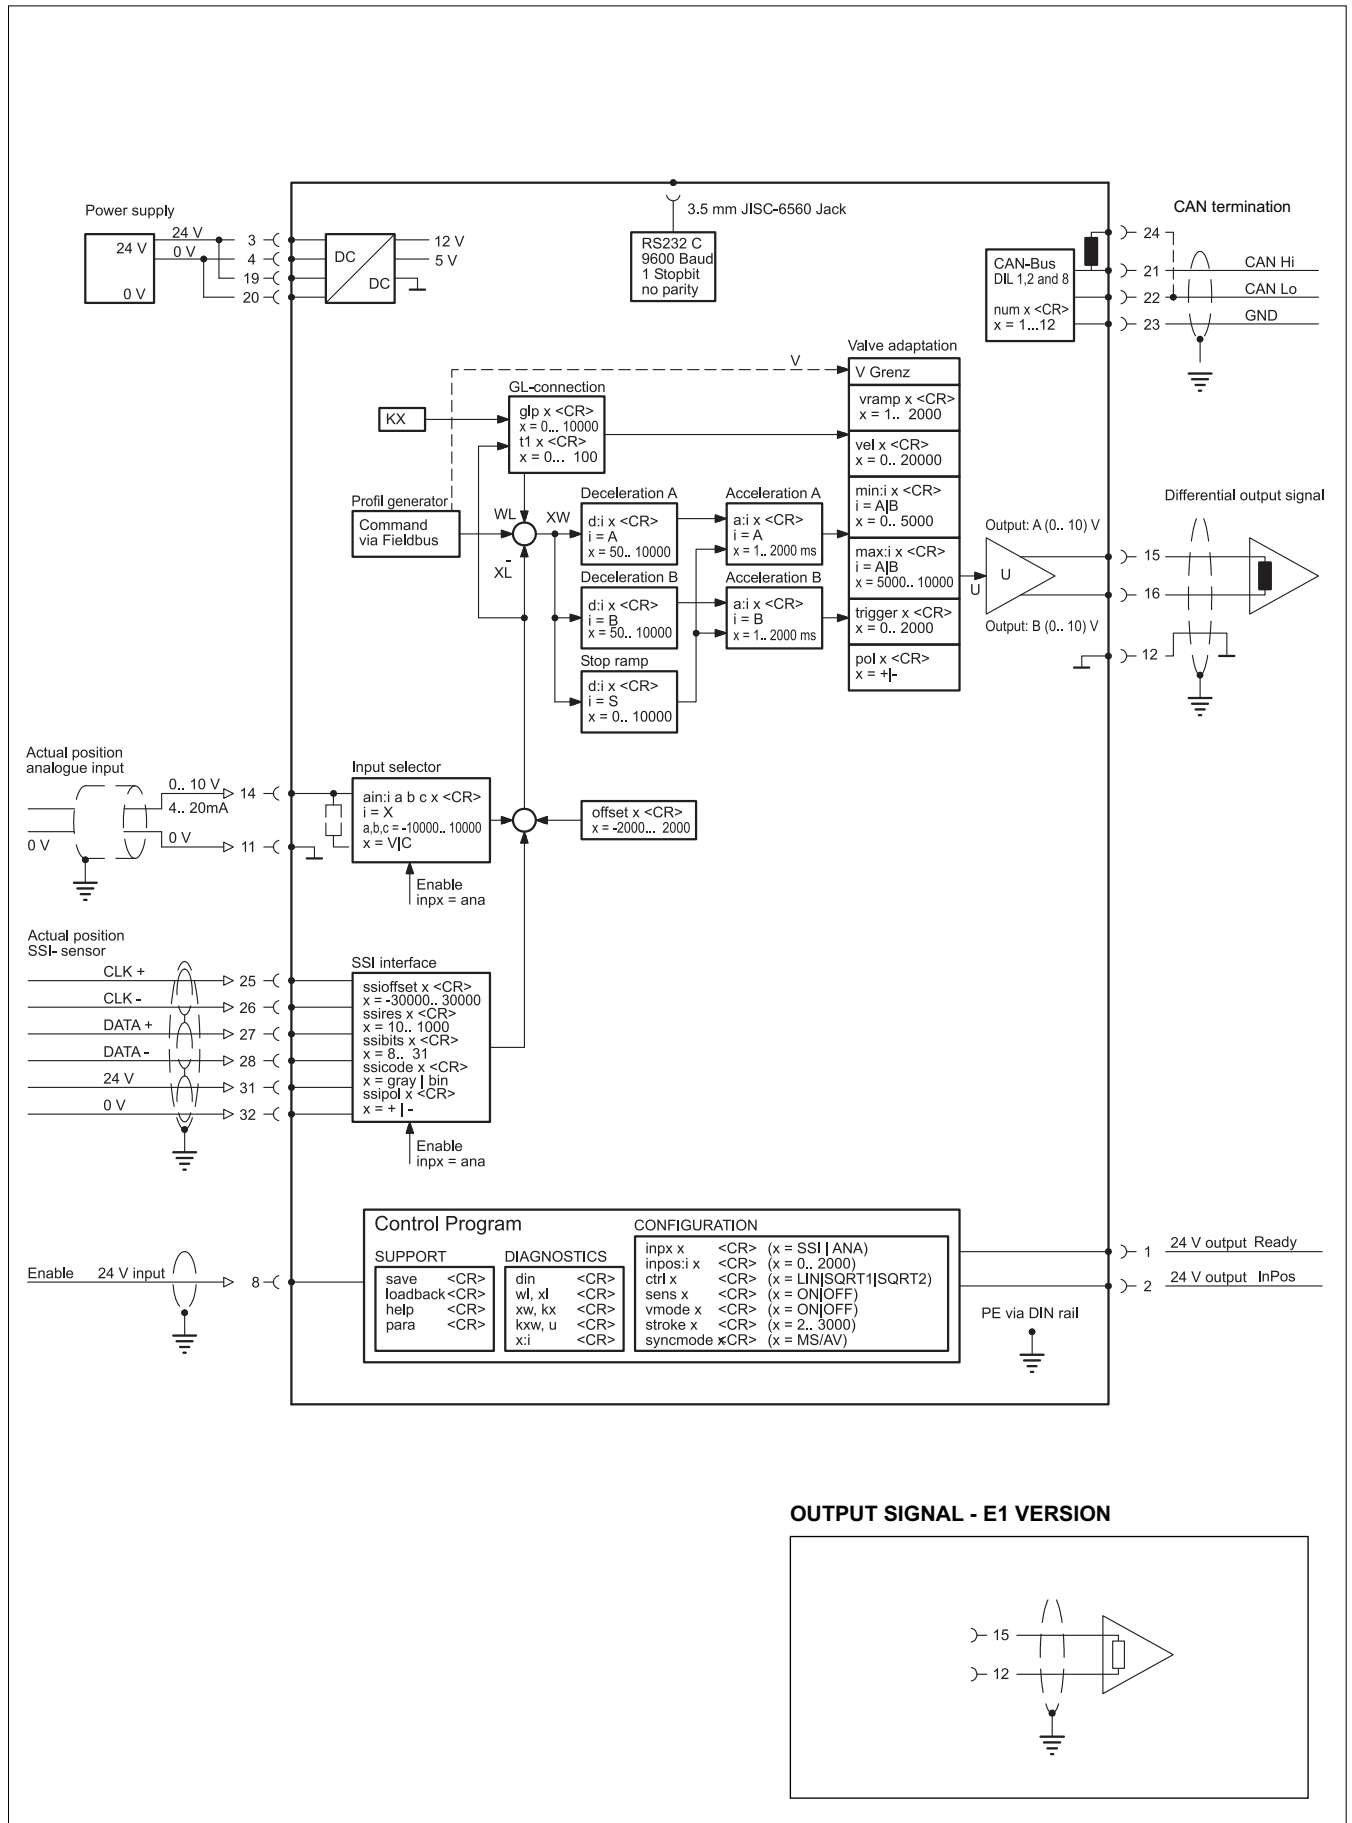 3.5 mm JISC-6560 Jack
RS232 C
9600 Baud
1 Stopbit
no parity
Power supply
24 V
0 V
24 V
0 V
3
4
19
20
DC
DC
12 V
5 V
CAN termination
CAN-Bus
DIL 1,2 and 8
num x <CR>
x = 1...12
24
21
22
23
CAN Hi
CAN Lo
GND
V
GL-connection
glp x <CR>
x = 0... 10000
t1 x <CR>
x = 0... 100
KX
Profil generator
Command
via Fieldbus
WL
XW
-
XL
Deceleration A
d:i x <CR>
i = A
x = 50.. 10000
Deceleration B
d:i x <CR>
i = B
x = 50.. 10000
Stop ramp
d:i x <CR>
i = S
x = 0.. 10000
Acceleration A
a:i x <CR>
i = A
x = 1.. 2000 ms
Acceleration B
a:i x <CR>
i = B
x = 1.. 2000 ms
Valve adaptation
V Grenz
vramp x <CR>
x = 1.. 2000
vel x <CR>
x = 0.. 20000
min:i x <CR>
i = A|B
x = 0.. 5000
max:i x <CR>
i = A|B
x = 5000.. 10000
trigger x <CR>
x = 0.. 2000
pol x <CR>
x = +|-
Differential output signal
Output: A (0.. 10) V
U
U
Output: B (0.. 10) V
15
16
12
Actual position
analogue input
0.. 10 V
4.. 20mA
0 V
0 V
14
11
Input selector
ain:i a b c x <CR>
i = X
a,b,c = -10000.. 10000
x = V|C
Enable
inpx = ana
offset x <CR>
x = -2000... 2000
Actual position
SSI- sensor
CLK +
CLK -
DATA +
DATA -
24 V
0 V
25
26
27
28
31
32
SSI interface
ssioffset x <CR>
x = -30000.. 30000
ssires x <CR>
x = 10.. 1000
ssibits x <CR>
x = 8.. 31
ssicode x <CR>
x = gray | bin
ssipol x <CR>
x = + | -
Enable
inpx = ana
Enable 24 V input
8
Control Program
SUPPORT
save <CR>
loadback<CR>
help <CR>
para <CR>
DIAGNOSTICS
din <CR>
wl, xl <CR>
xw, kx <CR>
kxw, u <CR>
x:i <CR>
CONFIGURATION
inpx x <CR> (x = SSI | ANA)
inpos:i x <CR> (x = 0.. 2000)
ctrl x <CR> (x = LIN|SQRT1|SQRT2)
sens x <CR> (x = ON|OFF)
vmode x <CR> (x = ON|OFF)
stroke x <CR> (x = 2.. 3000)
syncmode x<CR> (x = MS/AV)
1 24 V output Ready
2 24 V output InPos
PE via DIN rail
OUTPUT SIGNAL - E1 VERSION
15
12